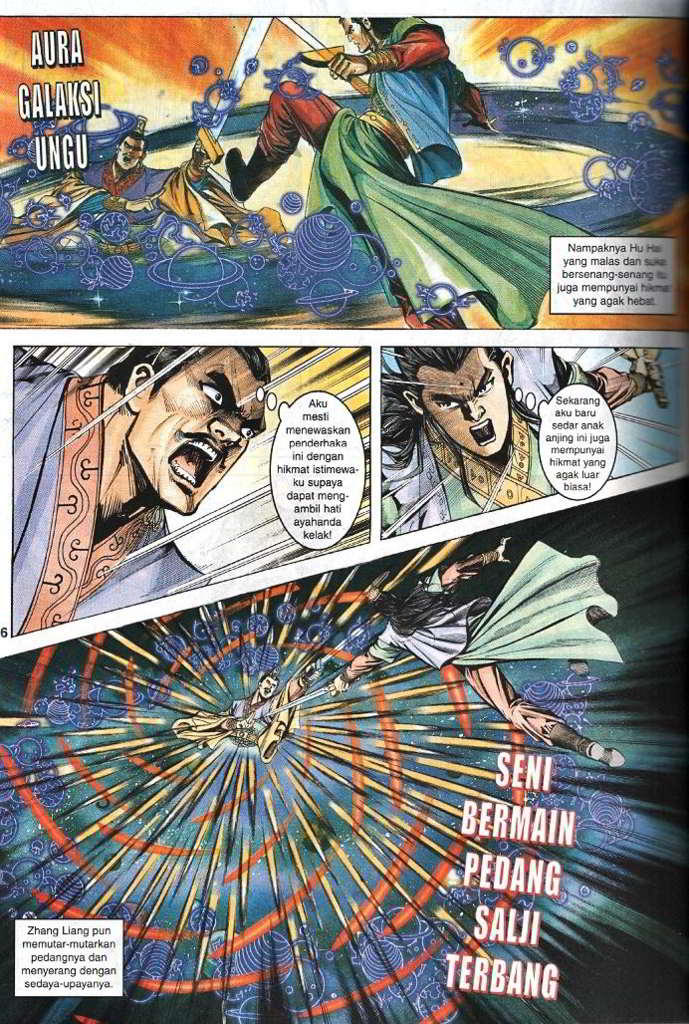 AURA
GALAKSI
UNGU
Nampaknya Hu Hai
yang malas dan suka
bersenang-senang itu
juga mempunyai hikmat
yang agak hebat.
Aku
mesti
menewaskan
penderhaka
ini dengan
hikmat istimewa-
ku supaya
dapat meng-
ambil hati
ayahanda
kelak!
Sekarang
aku baru
sedar anak
anjing ini juga
mempunyai
hikmat yang
agak luar
biasa!
6
SENI
BERMAIN
PEDANG
SALJI
TERBANG
Zhang Liang pun
memutar-mutarkan
pedangnya dan
menyerang dengan
sedaya-upayanya.